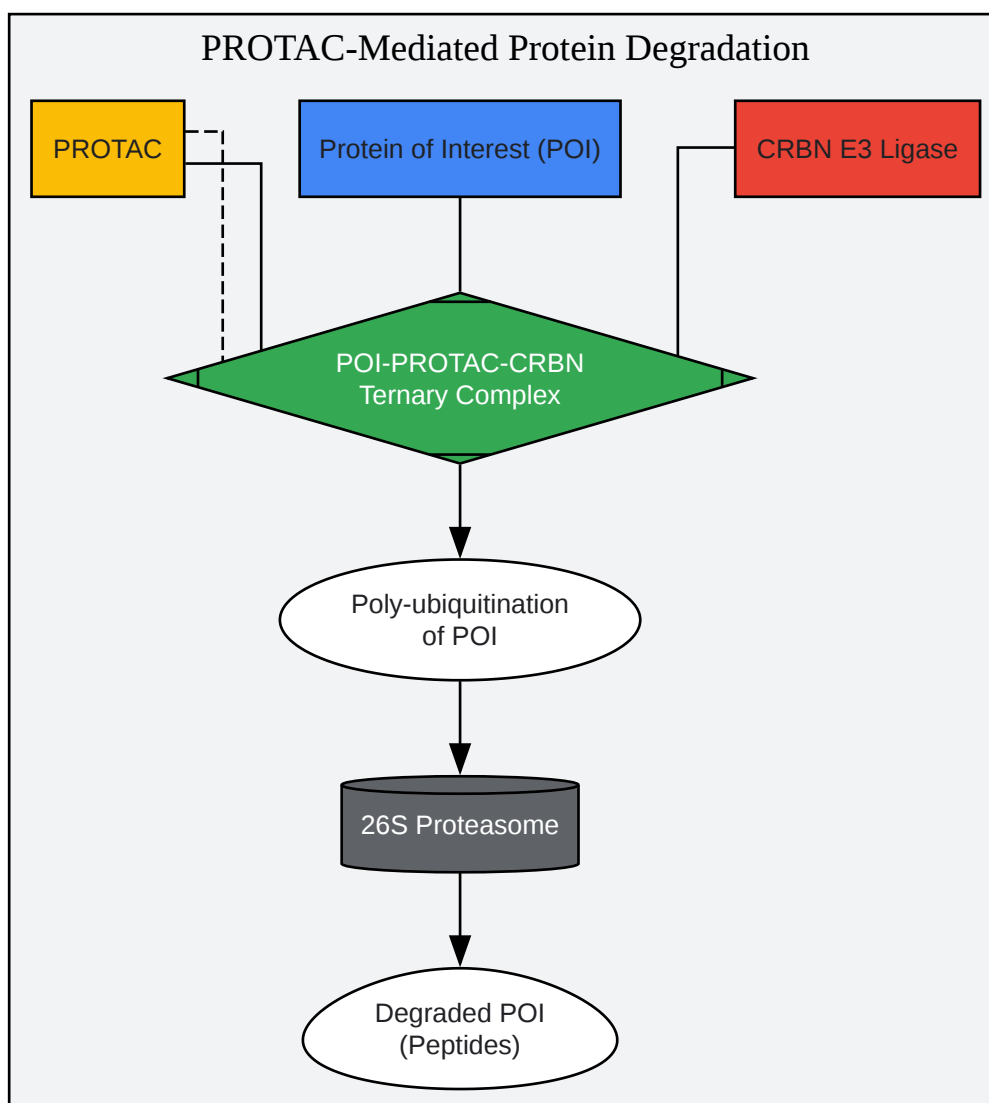 PROTAC-Mediated Protein Degradation
PROTAC
Protein of Interest (POI)
CRBN E3 Ligase
POI-PROTAC-CRBN
Ternary Complex
Poly-ubiquitination
of POI
26S Proteasome
Degraded POI
(Peptides)